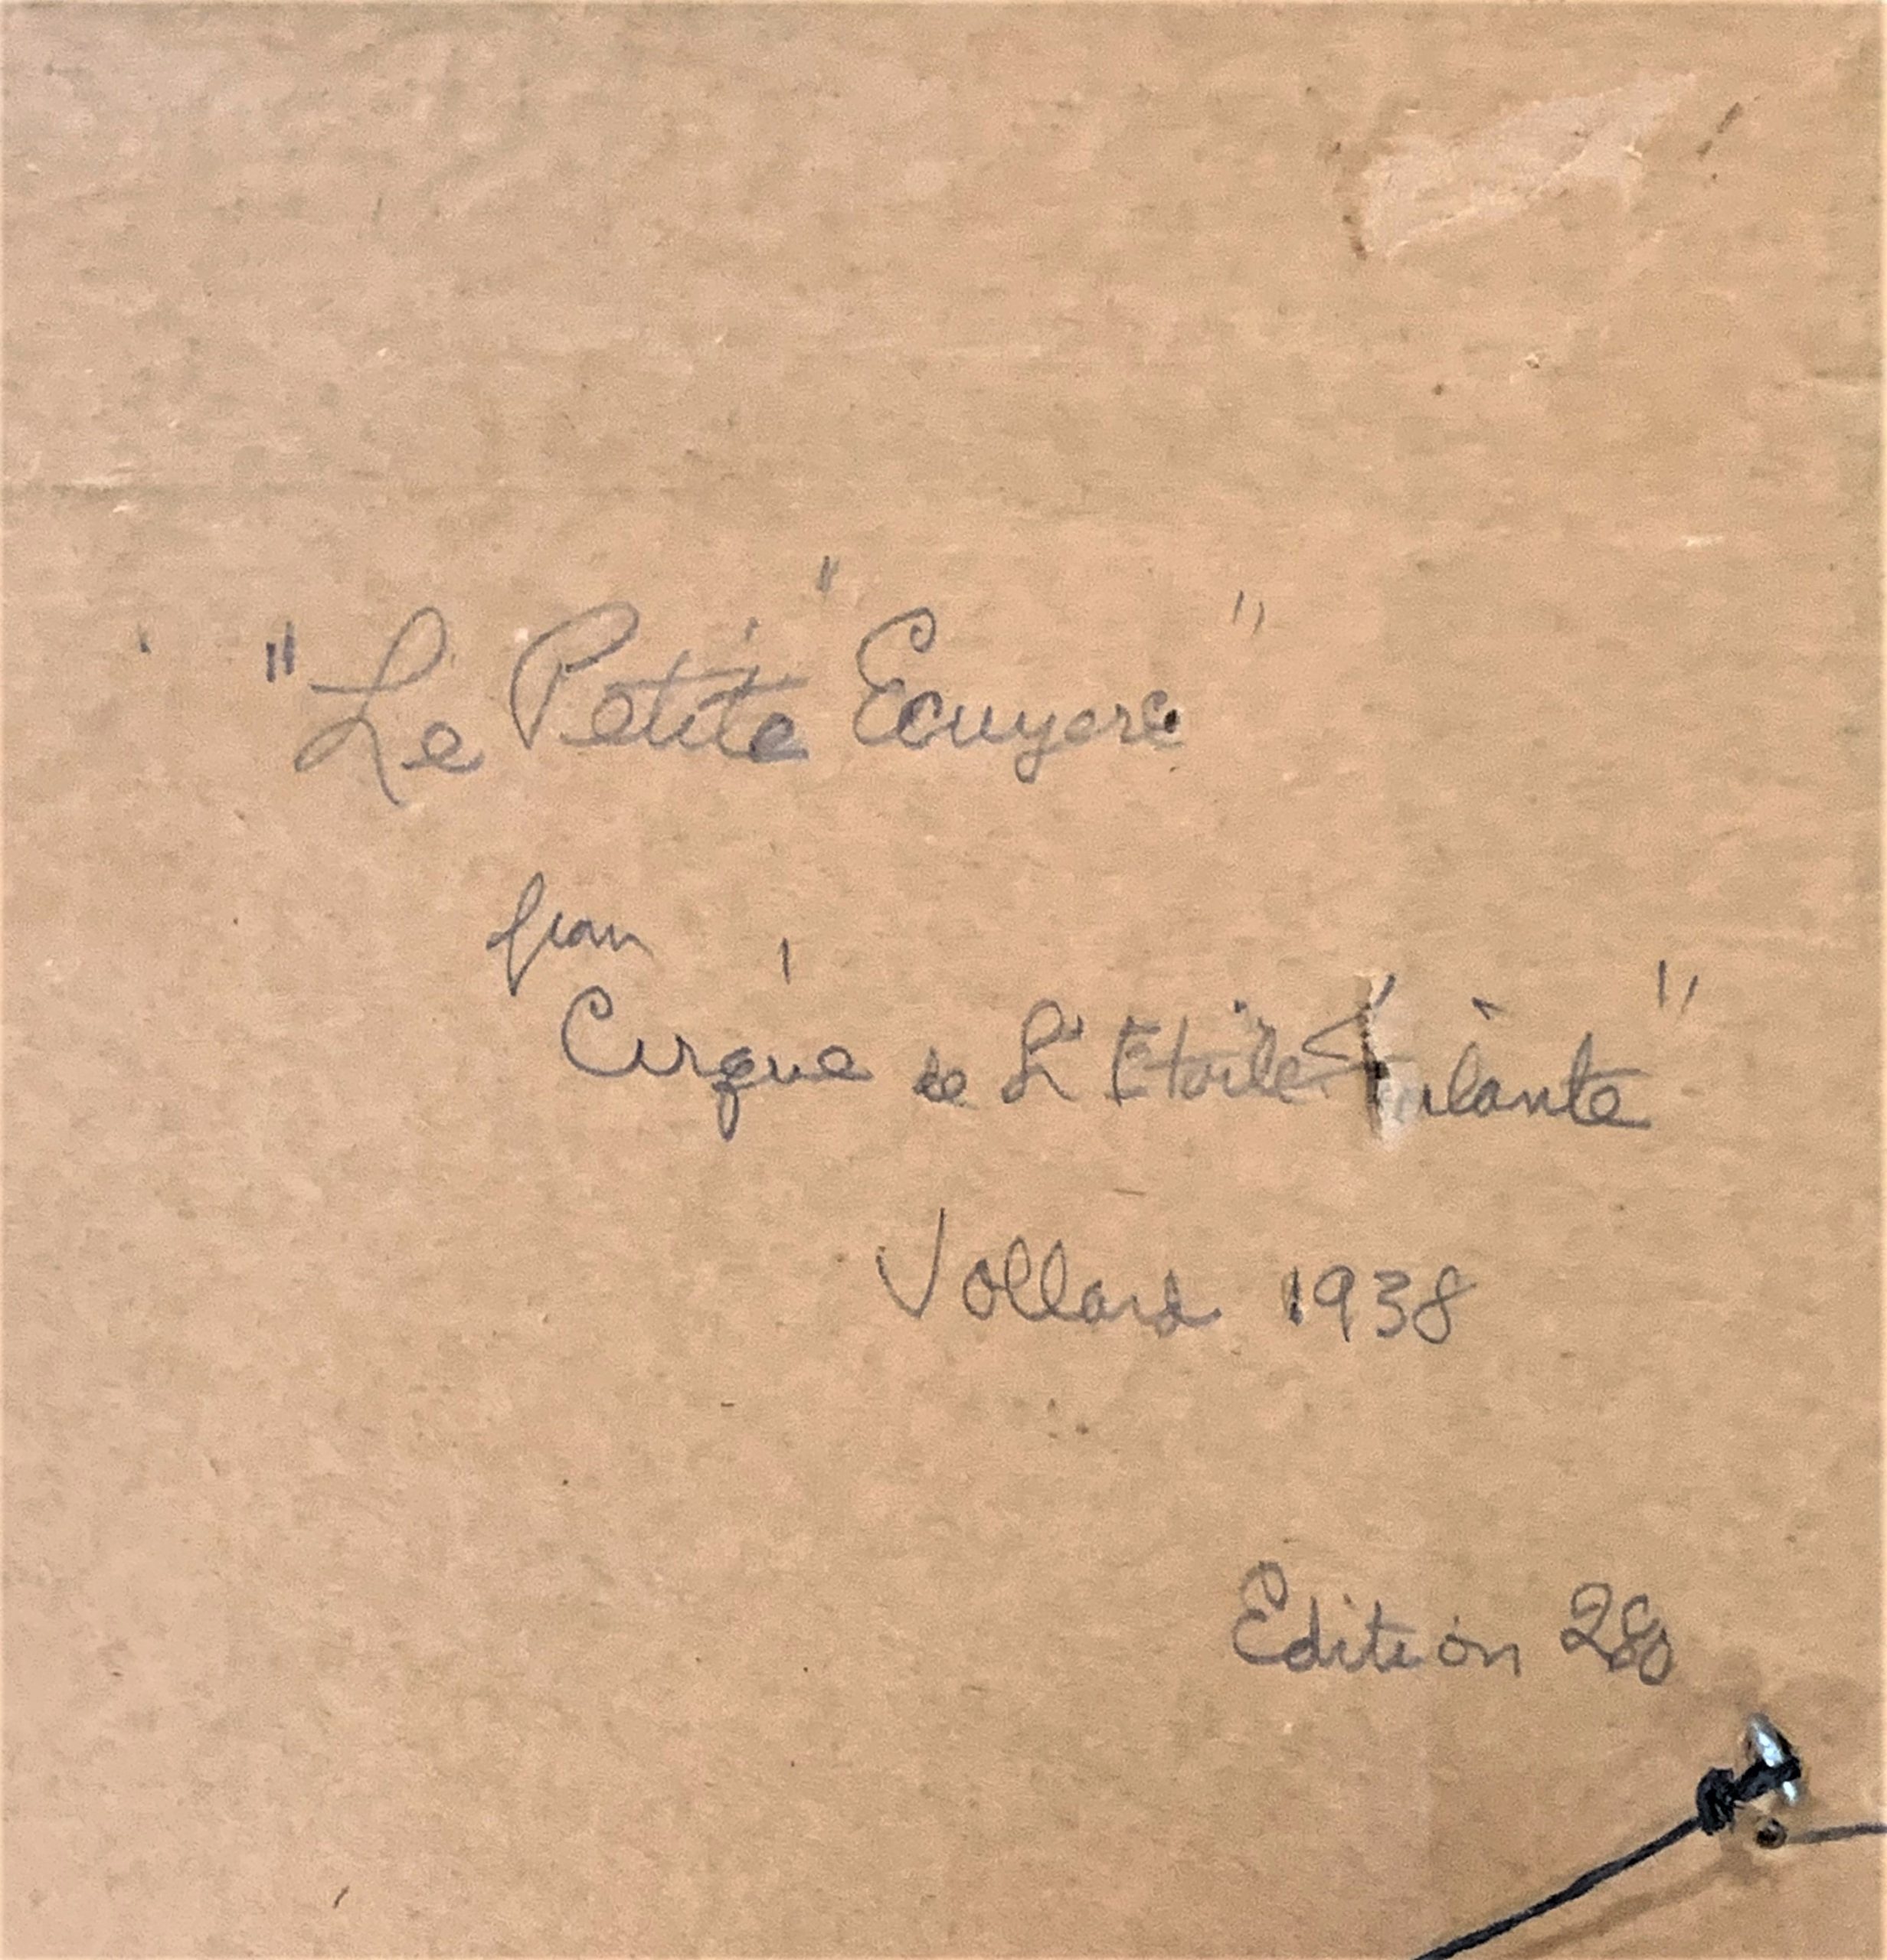 "Le Petite" Ecuyere"
from
Cirque de L'Etoile Filante"
Vollard 1938
Edition 280